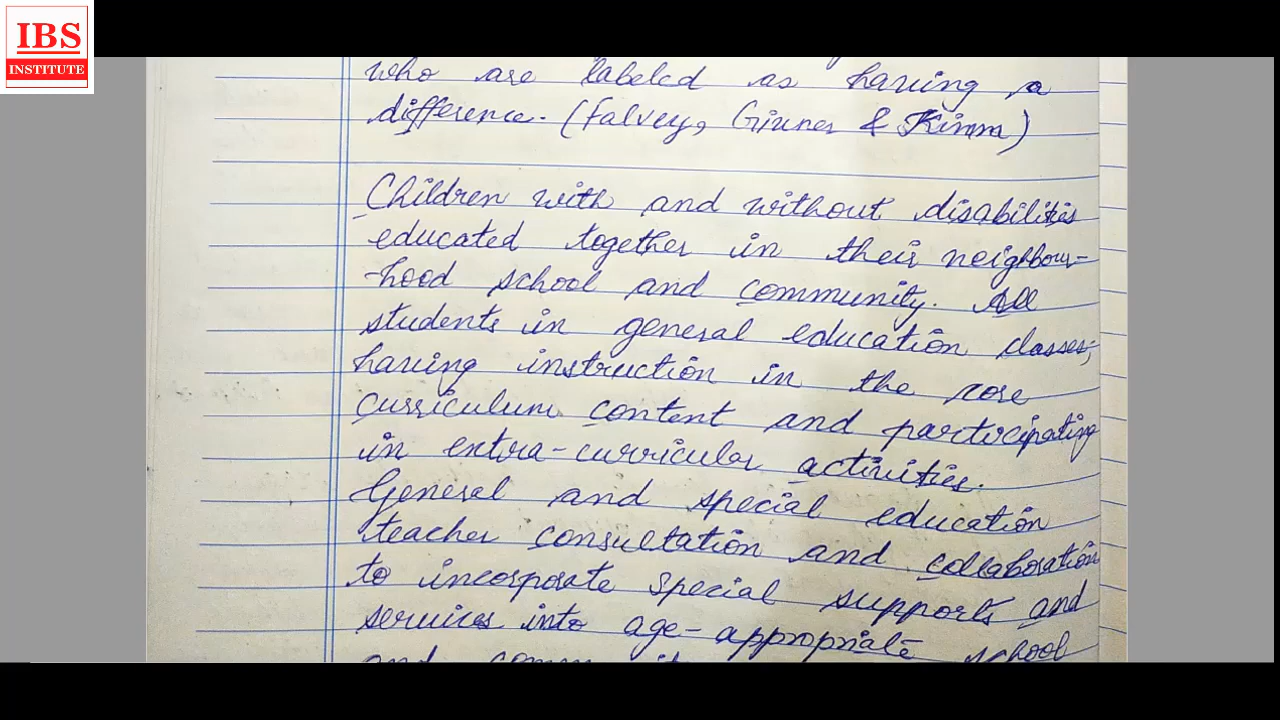 IBS
INSTITUTE
who are labeled as having a
difference. (Falvey, Givner & Kimm)
Children with and without disabilities
educated together in their neighbour-
-hood school and community. All
students in general education classes,
having instruction in the core
curriculum content and participating
in extra-curricular activities.
General and special education
teacher consultation and collaboration
to incorporate special supports and
services into age-appropriate school
and